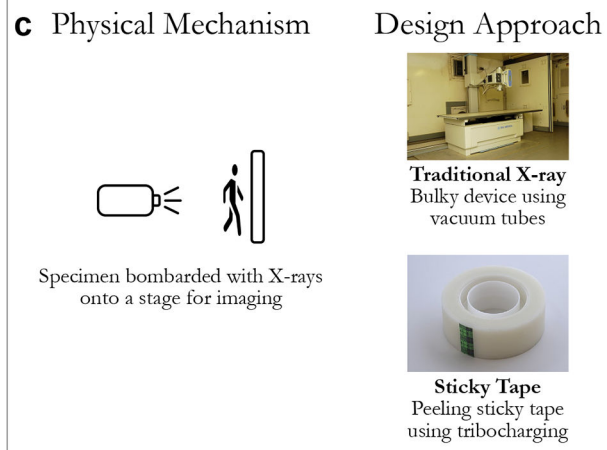 c Physical Mechanism
Design Approach
Traditional X-ray
Bulky device using
vacuum tubes
Specimen bombarded with X-rays
onto a stage for imaging
Sticky Tape
Peeling sticky tape
using tribocharging